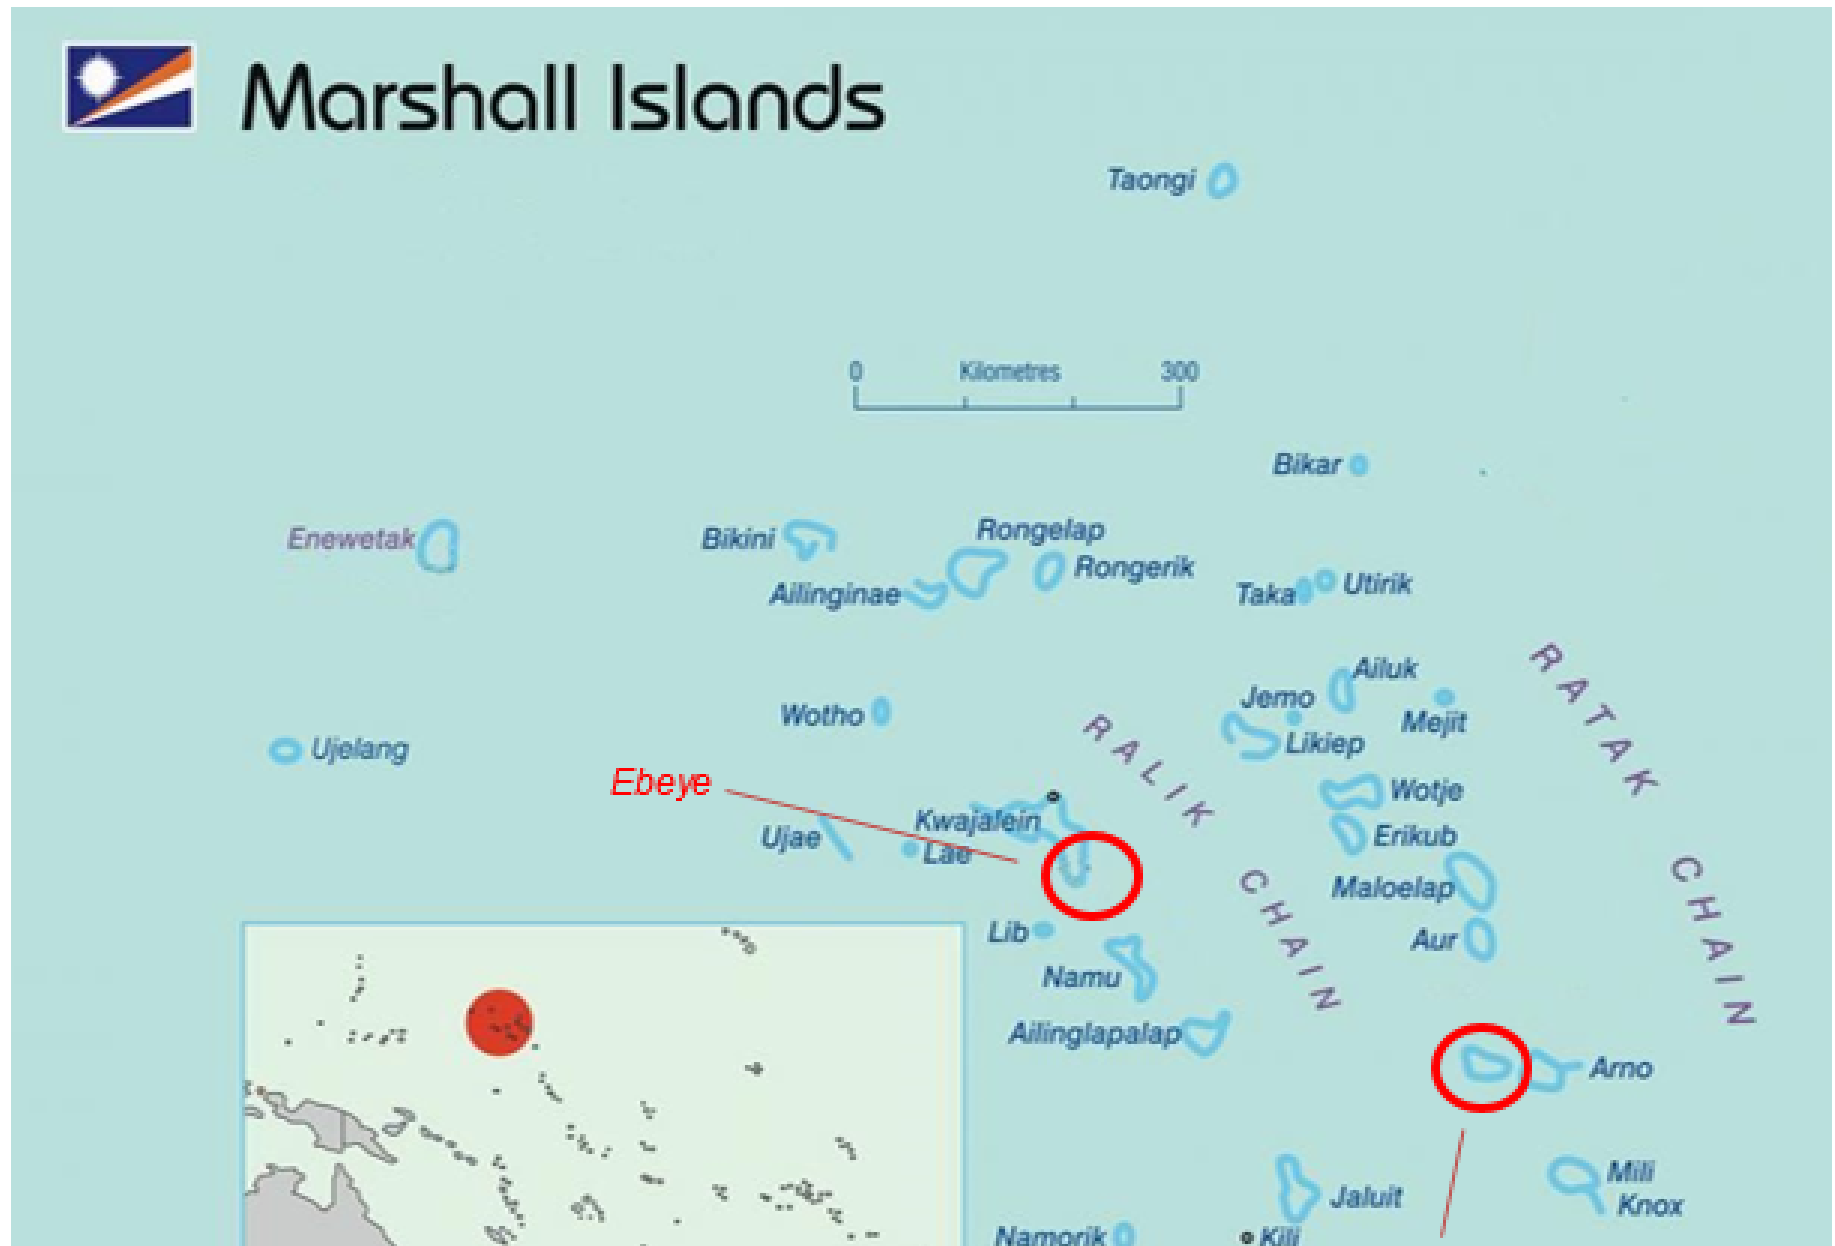 Marshall Islands
Taongi
0 Kilometres 300
Bikar
Enewetak
Bikini
Rongelap
Rongerik
Ailinginae
Taka
Utirik
Ailuk
Jemo
Mejit
Wotho
Likiep
Ujelang
RALIK CHAIN
RATAK CHAIN
Ebeye
Wotje
Kwajalein
Ujae
Lae
Erikub
Maloelap
Lib
Aur
Namu
Ailinglapalap
Arno
Mili
Jaluit
Knox
Namorik
Kili